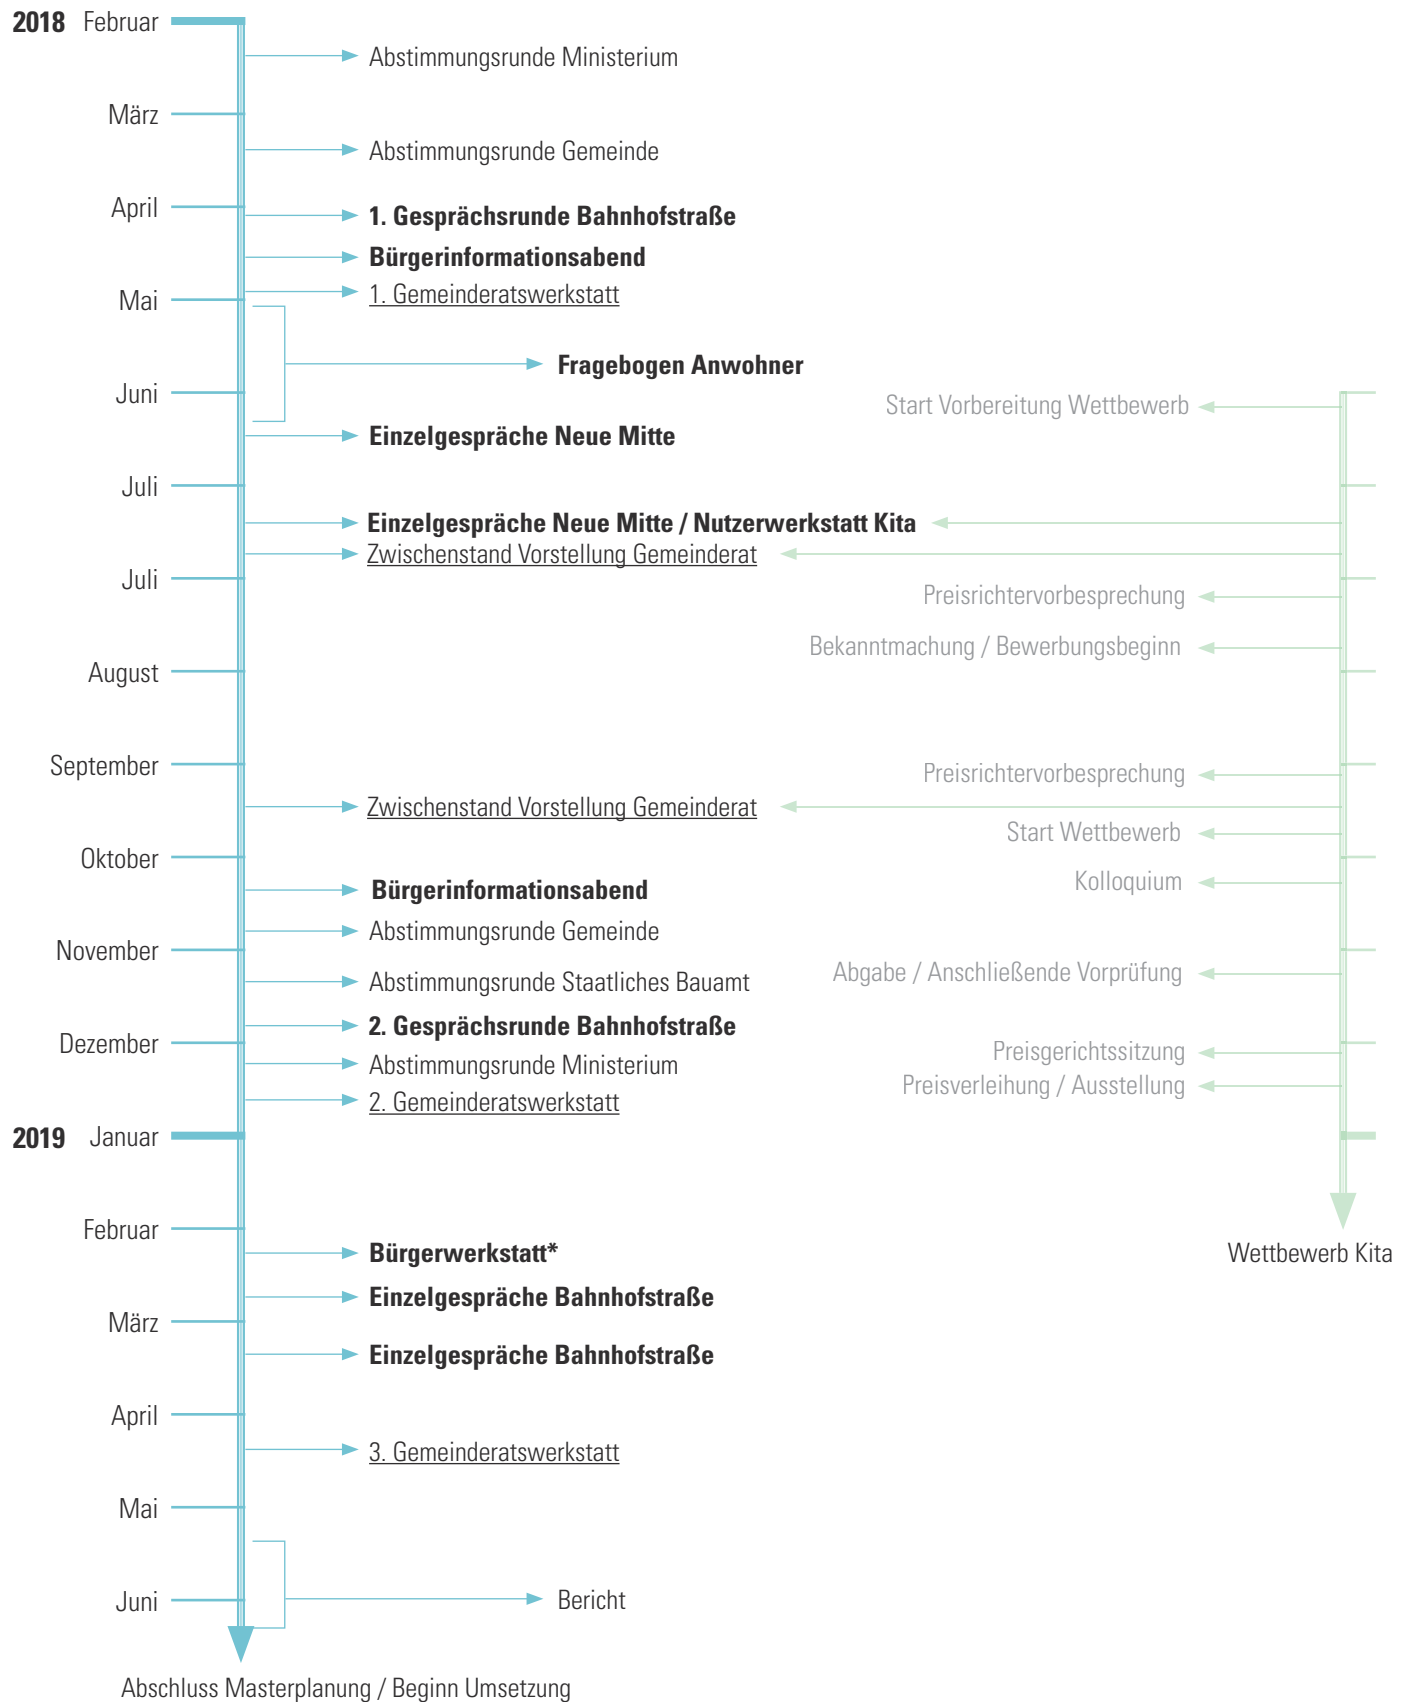 2018 Februar
Abstimmungsrunde Ministerium
März
Abstimmungsrunde Gemeinde
April
1. Gesprächsrunde Bahnhofstraße
Bürgerinformationsabend
1. Gemeinderatswerkstatt
Mai
Fragebogen Anwohner
Juni
Start Vorbereitung Wettbewerb
Einzelgespräche Neue Mitte
Juli
Einzelgespräche Neue Mitte / Nutzerwerkstatt Kita
Zwischenstand Vorstellung Gemeinderat
Juli
Preisrichtervorbesprechung
Bekanntmachung / Bewerbungsbeginn
August
September
Preisrichtervorbesprechung
Zwischenstand Vorstellung Gemeinderat
Start Wettbewerb
Oktober
Kolloquium
Bürgerinformationsabend
Abstimmungsrunde Gemeinde
November
Abgabe / Anschließende Vorprüfung
Abstimmungsrunde Staatliches Bauamt
2. Gesprächsrunde Bahnhofstraße
Dezember
Preisgerichtssitzung
Abstimmungsrunde Ministerium
Preisverleihung / Ausstellung
2. Gemeinderatswerkstatt
2019 Januar
Februar
Bürgerwerkstatt*
Wettbewerb Kita
Einzelgespräche Bahnhofstraße
März
Einzelgespräche Bahnhofstraße
April
3. Gemeinderatswerkstatt
Mai
Juni
Bericht
Abschluss Masterplanung / Beginn Umsetzung